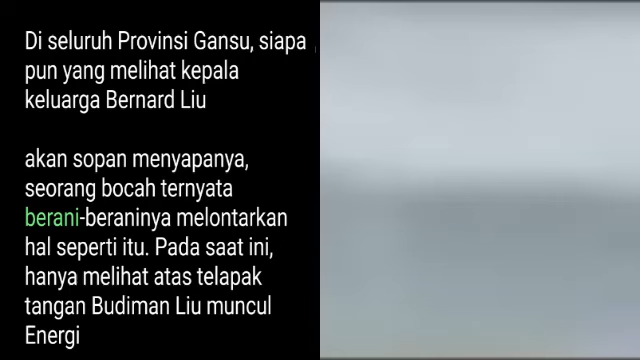 Di seluruh Provinsi Gansu, siapa
pun yang melihat kepala
keluarga Bernard Liu
akan sopan menyapanya,
seorang bocah ternyata
berani-beraninya melontarkan
hal seperti itu. Pada saat ini,
hanya melihat atas telapak
tangan Budiman Liu muncul
Energi